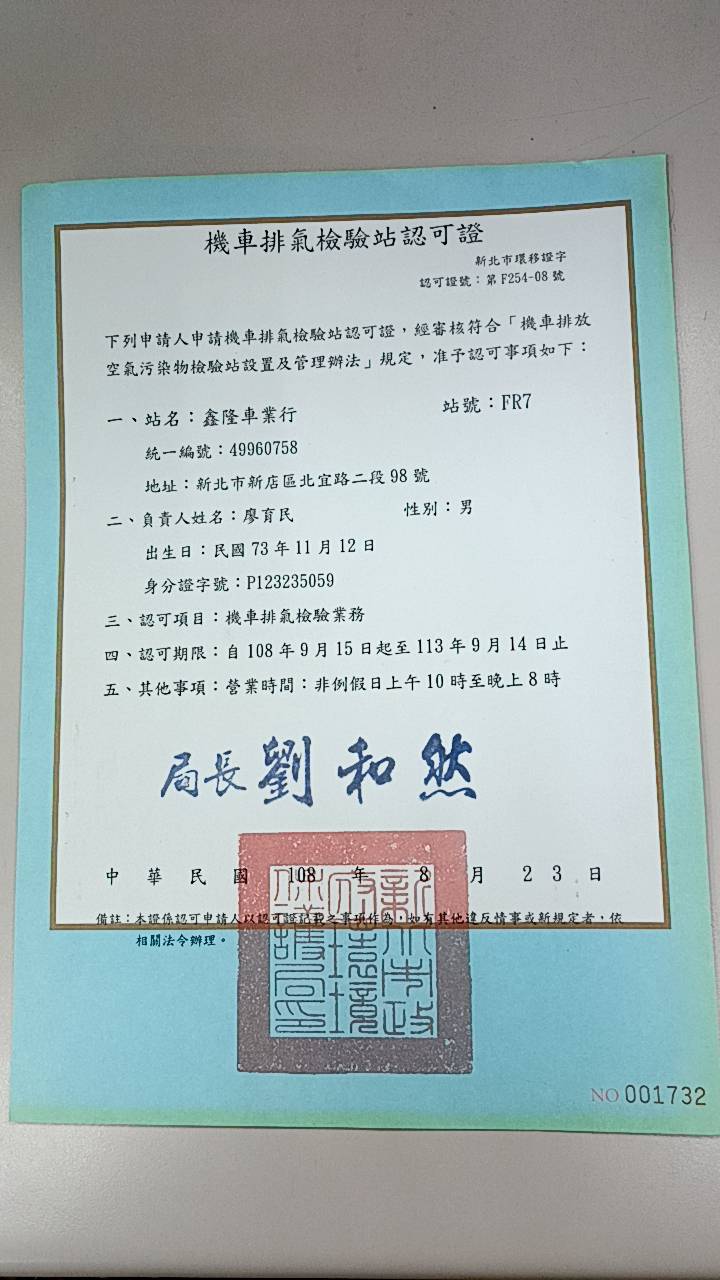 機車排氣檢驗站認可證
新北市環移證字
認可證號：第F254-08號
下列申請人申請機車排氣檢驗站認可證，經審核符合「機車排放
空氣污染物檢驗站設置及管理辦法」規定，准予認可事項如下：
一、站名：鑫隆車業行 站號：FR7
統一編號：49960758
地址：新北市新店區北宜路二段98號
二、負責人姓名：廖育民 性別：男
出生日：民國73年11月12日
身分證字號：P123235059
三、認可項目：機車排氣檢驗業務
四、認可期限：自108年9月15日起至113年9月14日止
五、其他事項：營業時間：非例假日上午10時至晚上8時
局長劉和然
中華民國108年8月23日
備註：本證係認可申請人以認可證記載之事項作為，如有其他違反情事或新規定者，依
相關法令辦理。
新北市政府環境保護局印
NO 001732